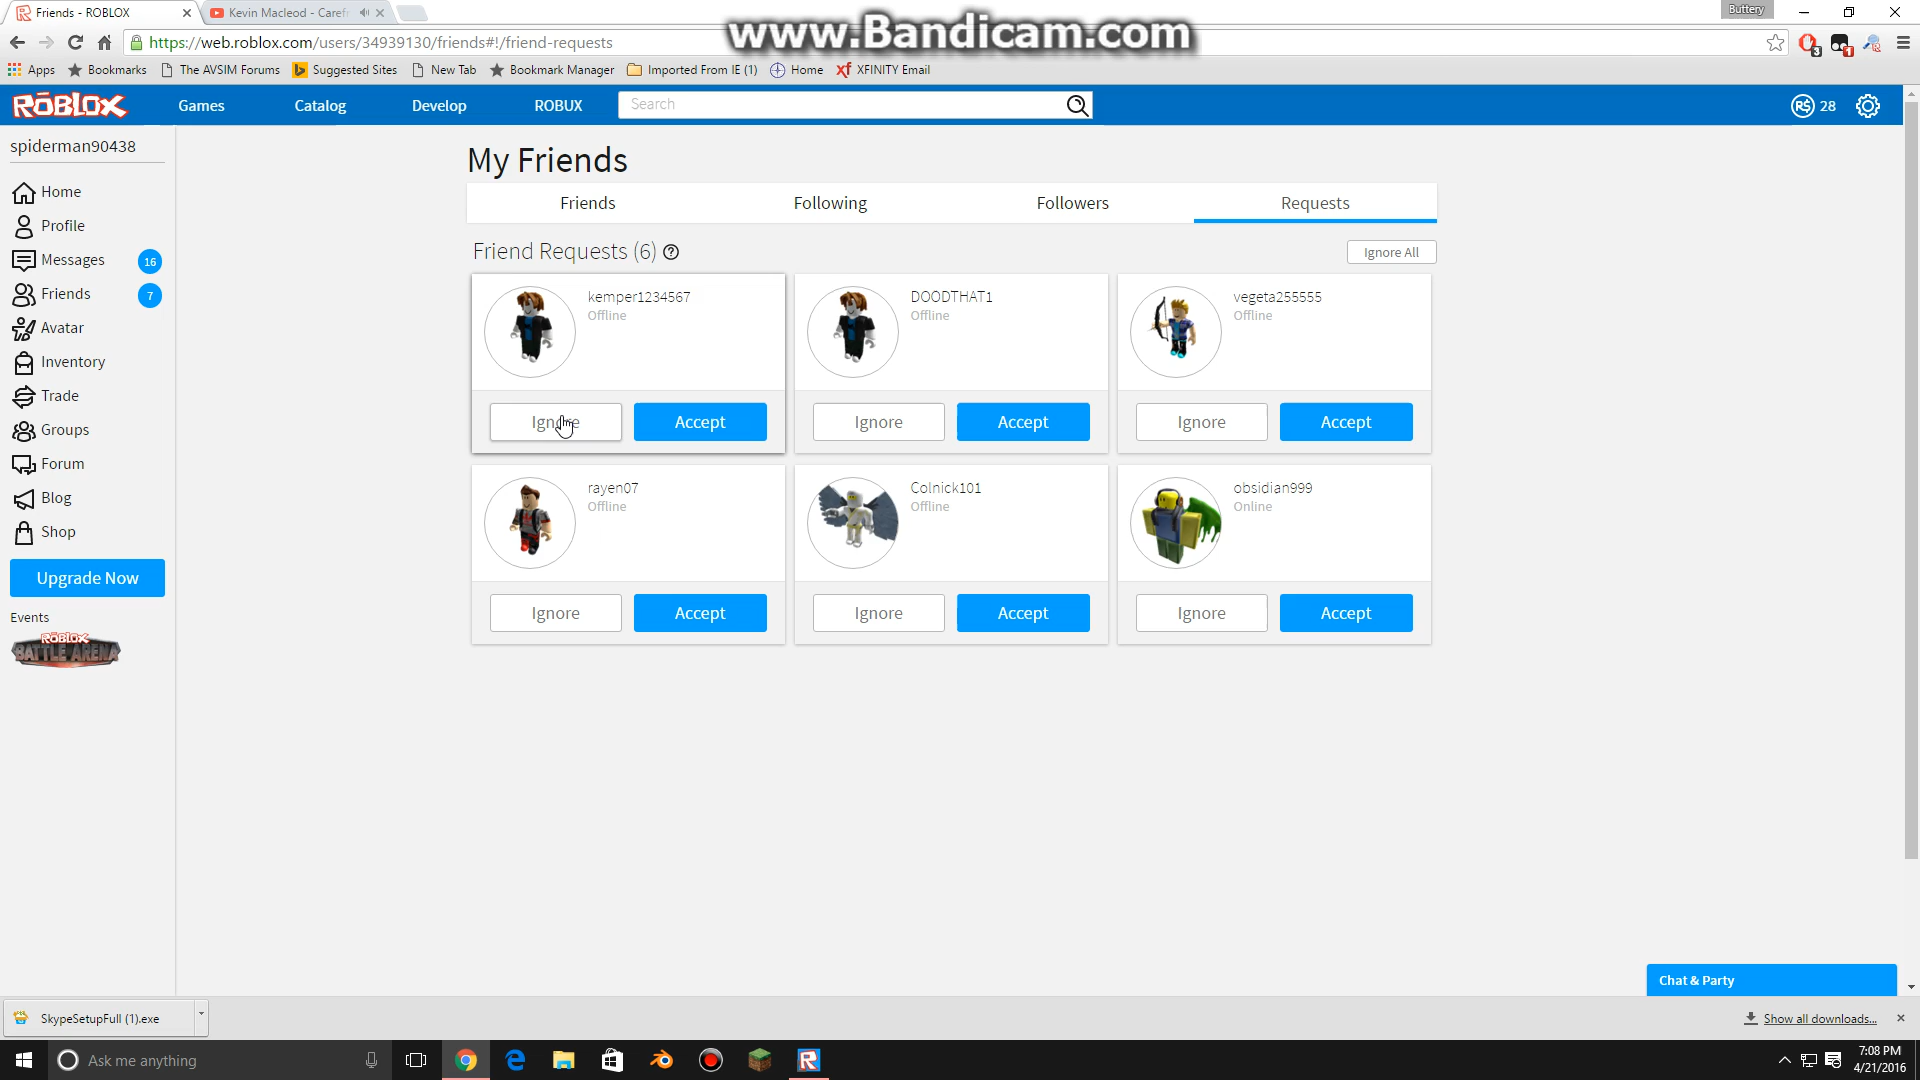 Friends - ROBLOX
Kevin Macleod - Caref
Buttery
www.Bandicam.com
https://web.roblox.com/users/34939130/friends#!/friend-requests
3
1
Apps
Bookmarks
The AVSIM Forums
Suggested Sites
New Tab
Bookmark Manager
Imported From IE (1)
Home
XFINITY Email
ROBLOX
Games
Catalog
Develop
ROBUX
Search
R$ 28
spiderman90438
Home
Profile
Messages 16
Friends 7
Avatar
Inventory
Trade
Groups
Forum
Blog
Shop
Upgrade Now
Events
ROBLOX
BATTLE ARENA
My Friends
Friends
Following
Followers
Requests
Friend Requests (6)
Ignore All
kemper1234567
Offline
Ignore
Accept
DOODTHAT1
Offline
Ignore
Accept
vegeta255555
Offline
Ignore
Accept
rayen07
Offline
Ignore
Accept
Colnick101
Offline
Ignore
Accept
obsidian999
Online
Ignore
Accept
Chat & Party
SkypeSetupFull (1).exe
Show all downloads...
Ask me anything
7:08 PM
4/21/2016